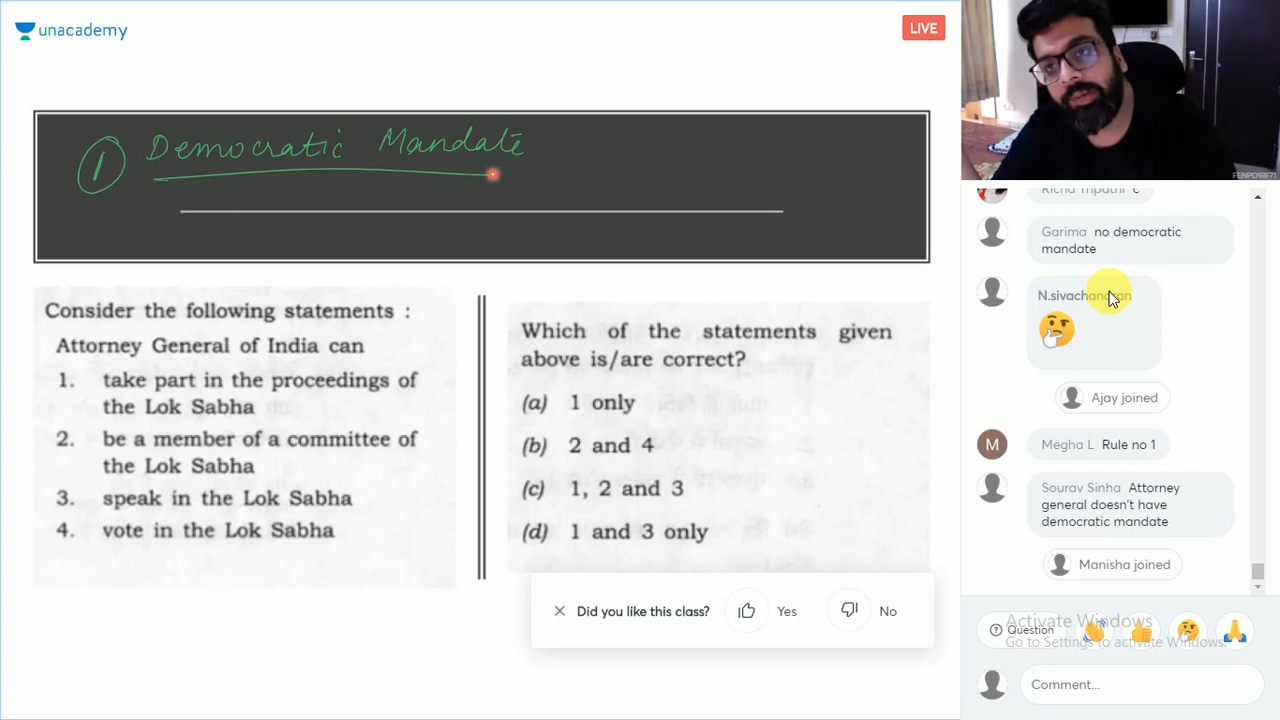 unacademy
LIVE
1 Democratic Mandate
Consider the following statements :
Attorney General of India can
1. take part in the proceedings of
the Lok Sabha
2. be a member of a committee of
the Lok Sabha
3. speak in the Lok Sabha
4. vote in the Lok Sabha
Which of the statements given
above is/are correct?
(a) 1 only
(b) 2 and 4
(c) 1, 2 and 3
(d) 1 and 3 only
Did you like this class? Yes No
FENPO1RF71
Richa Tripathi c
Garima no democratic
mandate
N.sivachandran
Ajay joined
M Megha L Rule no 1
Sourav Sinha Attorney
general doesn't have
democratic mandate
Manisha joined
Activate Windows
Go to Settings to activate Windows.
Question
Comment...